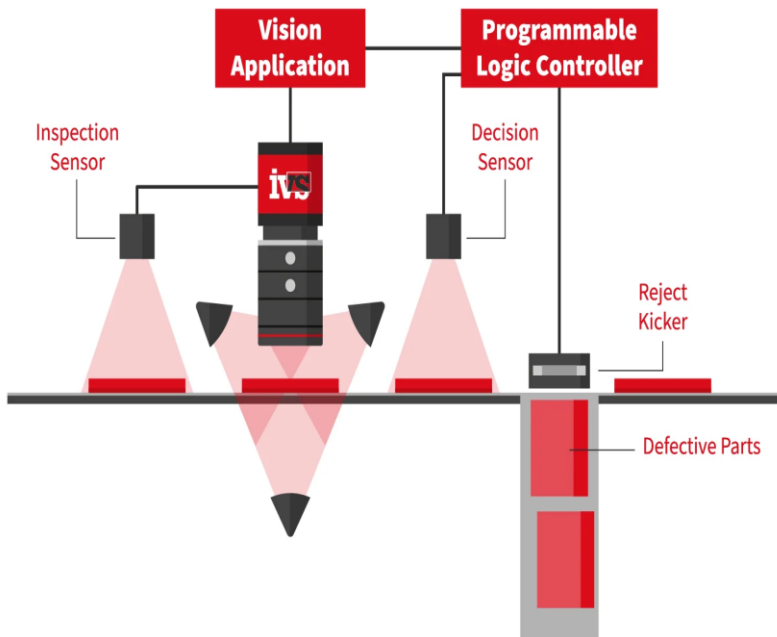 Vision
Application
Programmable
Logic Controller
Inspection
Sensor
ivs
Decision
Sensor
Reject
Kicker
Defective Parts